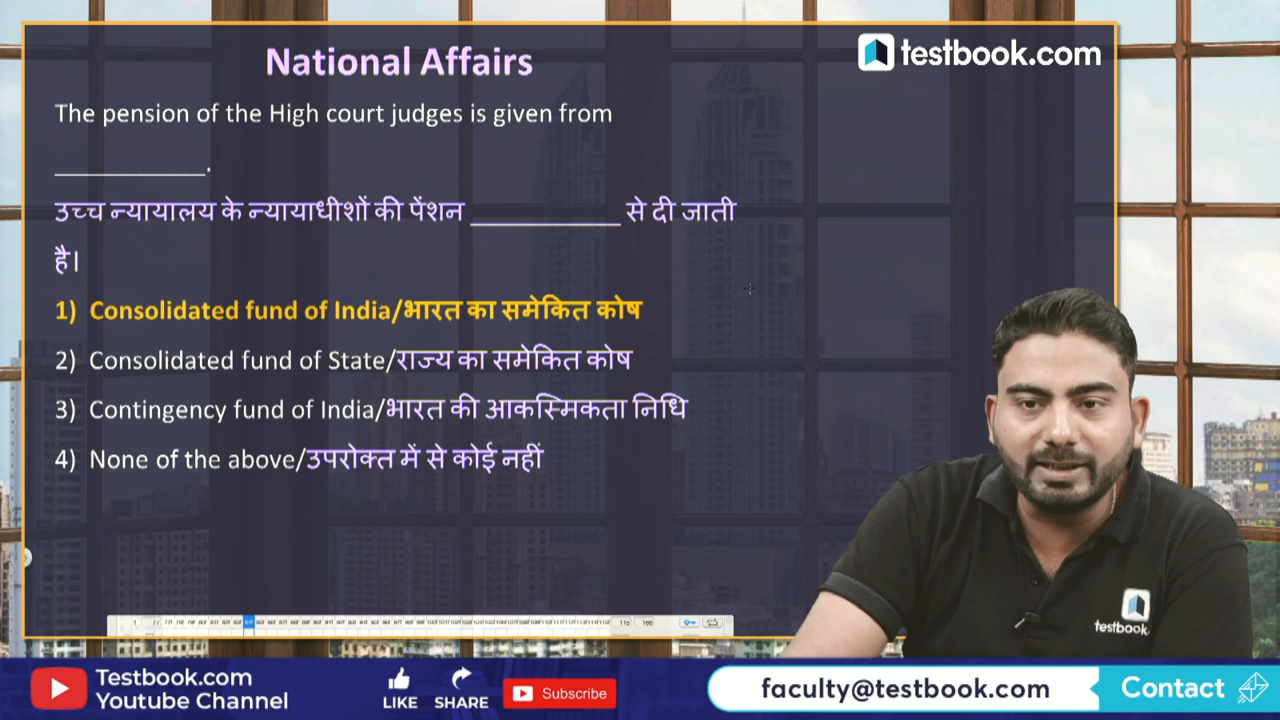 National Affairs
testbook.com
The pension of the High court judges is given from
____________.
उच्च न्यायालय के न्यायाधीशों की पेंशन ____________ से दी जाती
है।
1) Consolidated fund of India/भारत का समेकित कोष
2) Consolidated fund of State/राज्य का समेकित कोष
3) Contingency fund of India/भारत की आकस्मिकता निधि
4) None of the above/उपरोक्त में से कोई नहीं
testbook
Testbook.com
Youtube Channel
LIKE
SHARE
Subscribe
faculty@testbook.com
Contact